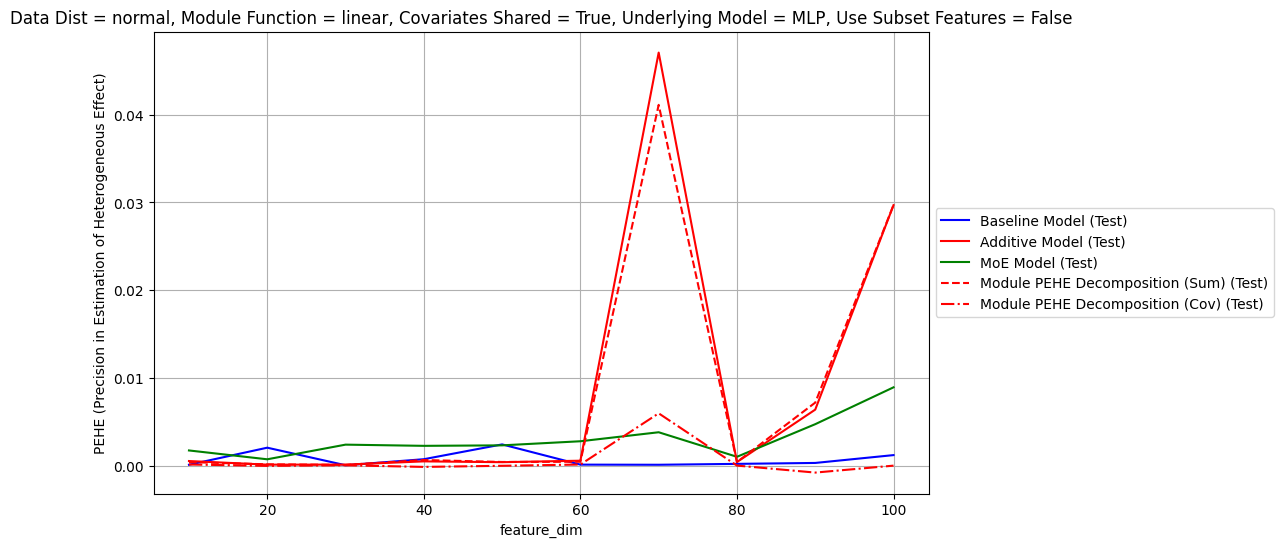 Data Dist = normal, Module Function = linear, Covariates Shared = True, Underlying Model = MLP, Use Subset Features = False
PEHE (Precision in Estimation of Heterogeneous Effect)
0.04
0.03
0.02
0.01
0.00
20
40
60
80
100
feature_dim
Baseline Model (Test)
Additive Model (Test)
MoE Model (Test)
Module PEHE Decomposition (Sum) (Test)
Module PEHE Decomposition (Cov) (Test)